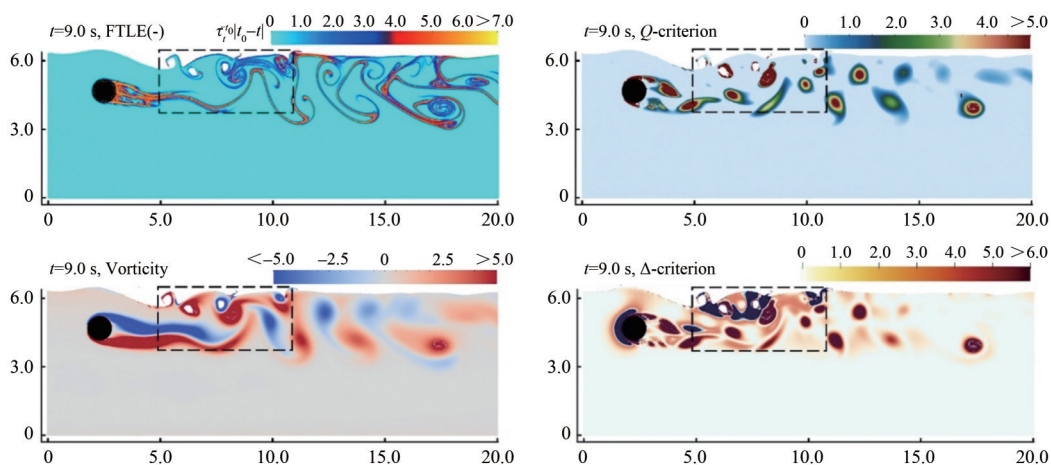 t=9.0 s, FTLE(-)
τ_t^{t_0}|t_0−t|
0 1.0 2.0 3.0 4.0 5.0 6.0 >7.0
6.0
3.0
0
0 5.0 10.0 15.0 20.0
t=9.0 s, Q-criterion
0 1.0 2.0 3.0 4.0 >5.0
6.0
3.0
0
0 5.0 10.0 15.0 20.0
t=9.0 s, Vorticity
<−5.0 −2.5 0 2.5 >5.0
6.0
3.0
0
0 5.0 10.0 15.0 20.0
t=9.0 s, Δ-criterion
0 1.0 2.0 3.0 4.0 5.0 >6.0
6.0
3.0
0
0 5.0 10.0 15.0 20.0